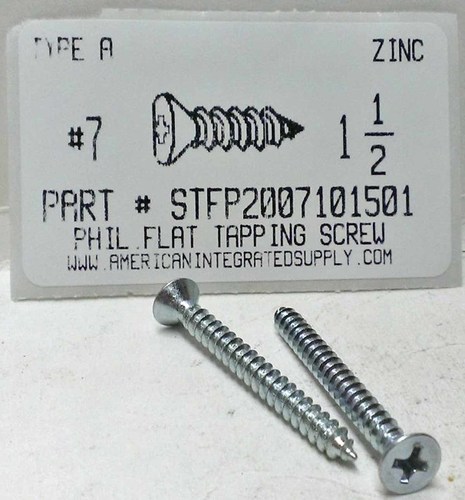 TYPE A ZINC
#7 1 1/2
PART # STFP2007101501
PHIL.FLAT TAPPING SCREW
WWW.AMERICANINTEGRATEDSUPPLY.COM